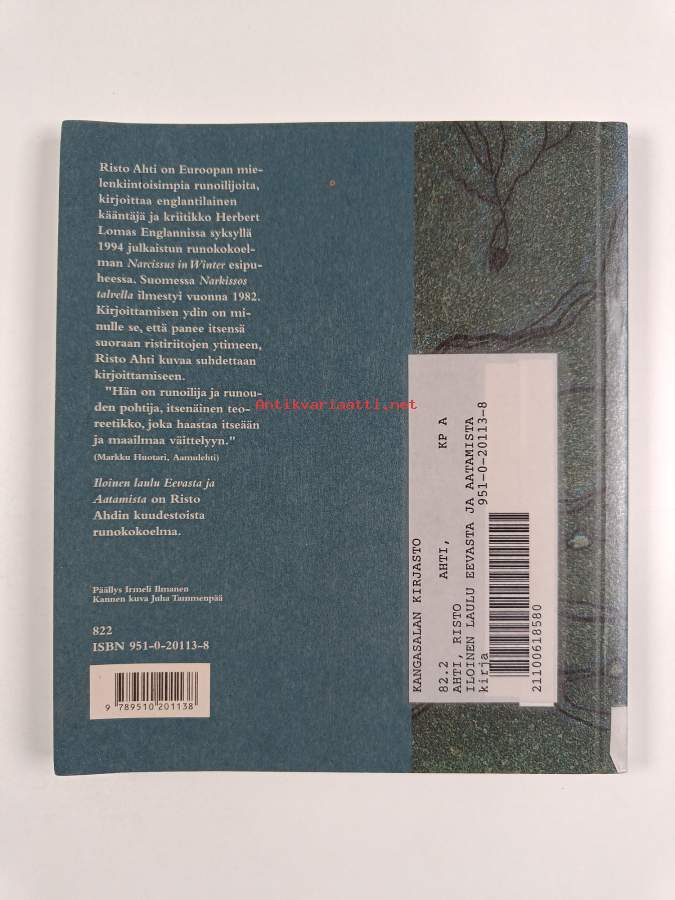 Risto Ahti on Euroopan mie-
lenkiintoisimpia runoilijoita,
kirjoittaa englantilainen
kääntäjä ja kriitikko Herbert
Lomas Englannissa syksyllä
1994 julkaistun runokokoel-
man Narcissus in Winter esipu-
heessa. Suomessa Narkissos
talvella ilmestyi vuonna 1982.
Kirjoittamisen ydin on mi-
nulle se, että panee itsensä
suoraan ristiriitojen ytimeen,
Risto Ahti kuvaa suhdettaan
kirjoittamiseen.
"Hän on runoilija ja runou-
den pohtija, itsenäinen teo-
reetikko, joka haastaa itseään
ja maailmaa väittelyyn."
(Markku Huotari, Aamulehti)
Iloinen laulu Eevasta ja
Aatamista on Risto
Ahdin kuudestoista
runokokoelma.
Päällys Irmeli Ilmanen
Kannen kuva Juha Tammenpää
822
ISBN 951-0-20113-8
9 789510 201138
Antikvariaatti.net
KANGASALAN KIRJASTO
82.2 AHTI, KP A
AHTI, RISTO
ILOINEN LAULU EEVASTA JA AATAMISTA
kirja 951-0-20113-8
21100618580